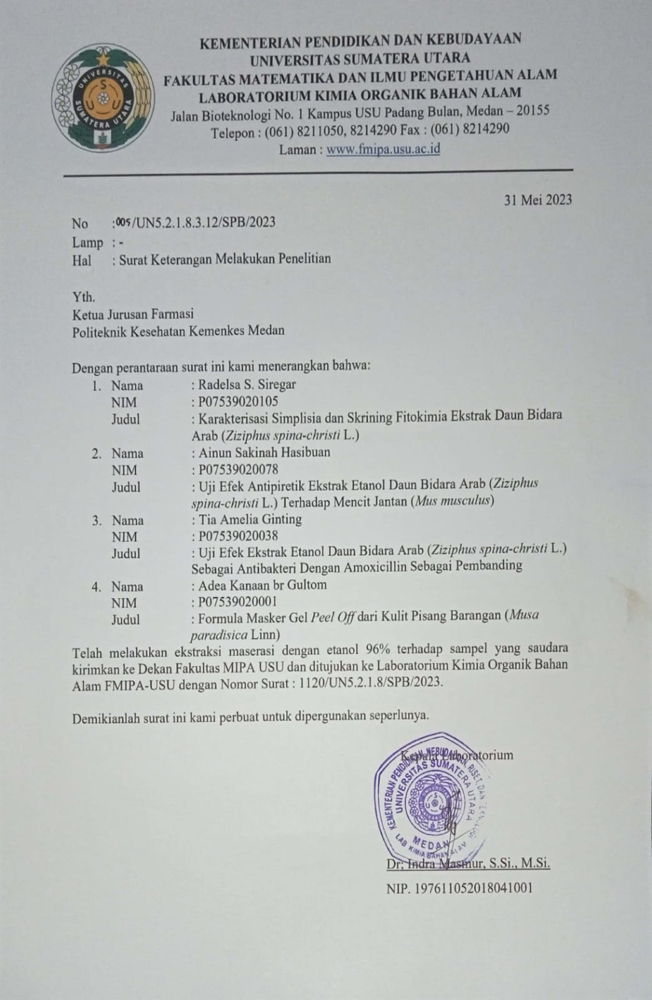 KEMENTERIAN PENDIDIKAN DAN KEBUDAYAAN
UNIVERSITAS SUMATERA UTARA
FAKULTAS MATEMATIKA DAN ILMU PENGETAHUAN ALAM
LABORATORIUM KIMIA ORGANIK BAHAN ALAM
Jalan Bioteknologi No. 1 Kampus USU Padang Bulan, Medan – 20155
Telepon : (061) 8211050, 8214290 Fax : (061) 8214290
Laman : www.fmipa.usu.ac.id
UNIVERSITAS
SUMATERA UTARA
USU
31 Mei 2023
No :005/UN5.2.1.8.3.12/SPB/2023
Lamp : -
Hal : Surat Keterangan Melakukan Penelitian
Yth.
Ketua Jurusan Farmasi
Politeknik Kesehatan Kemenkes Medan
Dengan perantaraan surat ini kami menerangkan bahwa:
1. Nama : Radelsa S. Siregar
NIM : P07539020105
Judul : Karakterisasi Simplisia dan Skrining Fitokimia Ekstrak Daun Bidara
Arab (Ziziphus spina-christi L.)
2. Nama : Ainun Sakinah Hasibuan
NIM : P07539020078
Judul : Uji Efek Antipiretik Ekstrak Etanol Daun Bidara Arab (Ziziphus
spina-christi L.) Terhadap Mencit Jantan (Mus musculus)
3. Nama : Tia Amelia Ginting
NIM : P07539020038
Judul : Uji Efek Ekstrak Etanol Daun Bidara Arab (Ziziphus spina-christi L.)
Sebagai Antibakteri Dengan Amoxicillin Sebagai Pembanding
4. Nama : Adea Kanaan br Gultom
NIM : P07539020001
Judul : Formula Masker Gel Peel Off dari Kulit Pisang Barangan (Musa
paradisica Linn)
Telah melakukan ekstraksi maserasi dengan etanol 96% terhadap sampel yang saudara
kirimkan ke Dekan Fakultas MIPA USU dan ditujukan ke Laboratorium Kimia Organik Bahan
Alam FMIPA-USU dengan Nomor Surat : 1120/UN5.2.1.8/SPB/2023.
Demikianlah surat ini kami perbuat untuk dipergunakan seperlunya.
Kepala Laboratorium
KEMENTERIAN PENDIDIKAN, KEBUDAYAAN, RISET, DAN TEKNOLOGI
UNIVERSITAS SUMATERA UTARA
MEDAN
LAB KIMIA BAHAN ALAM
Dr. Indra Masmur, S.Si., M.Si.
NIP. 197611052018041001